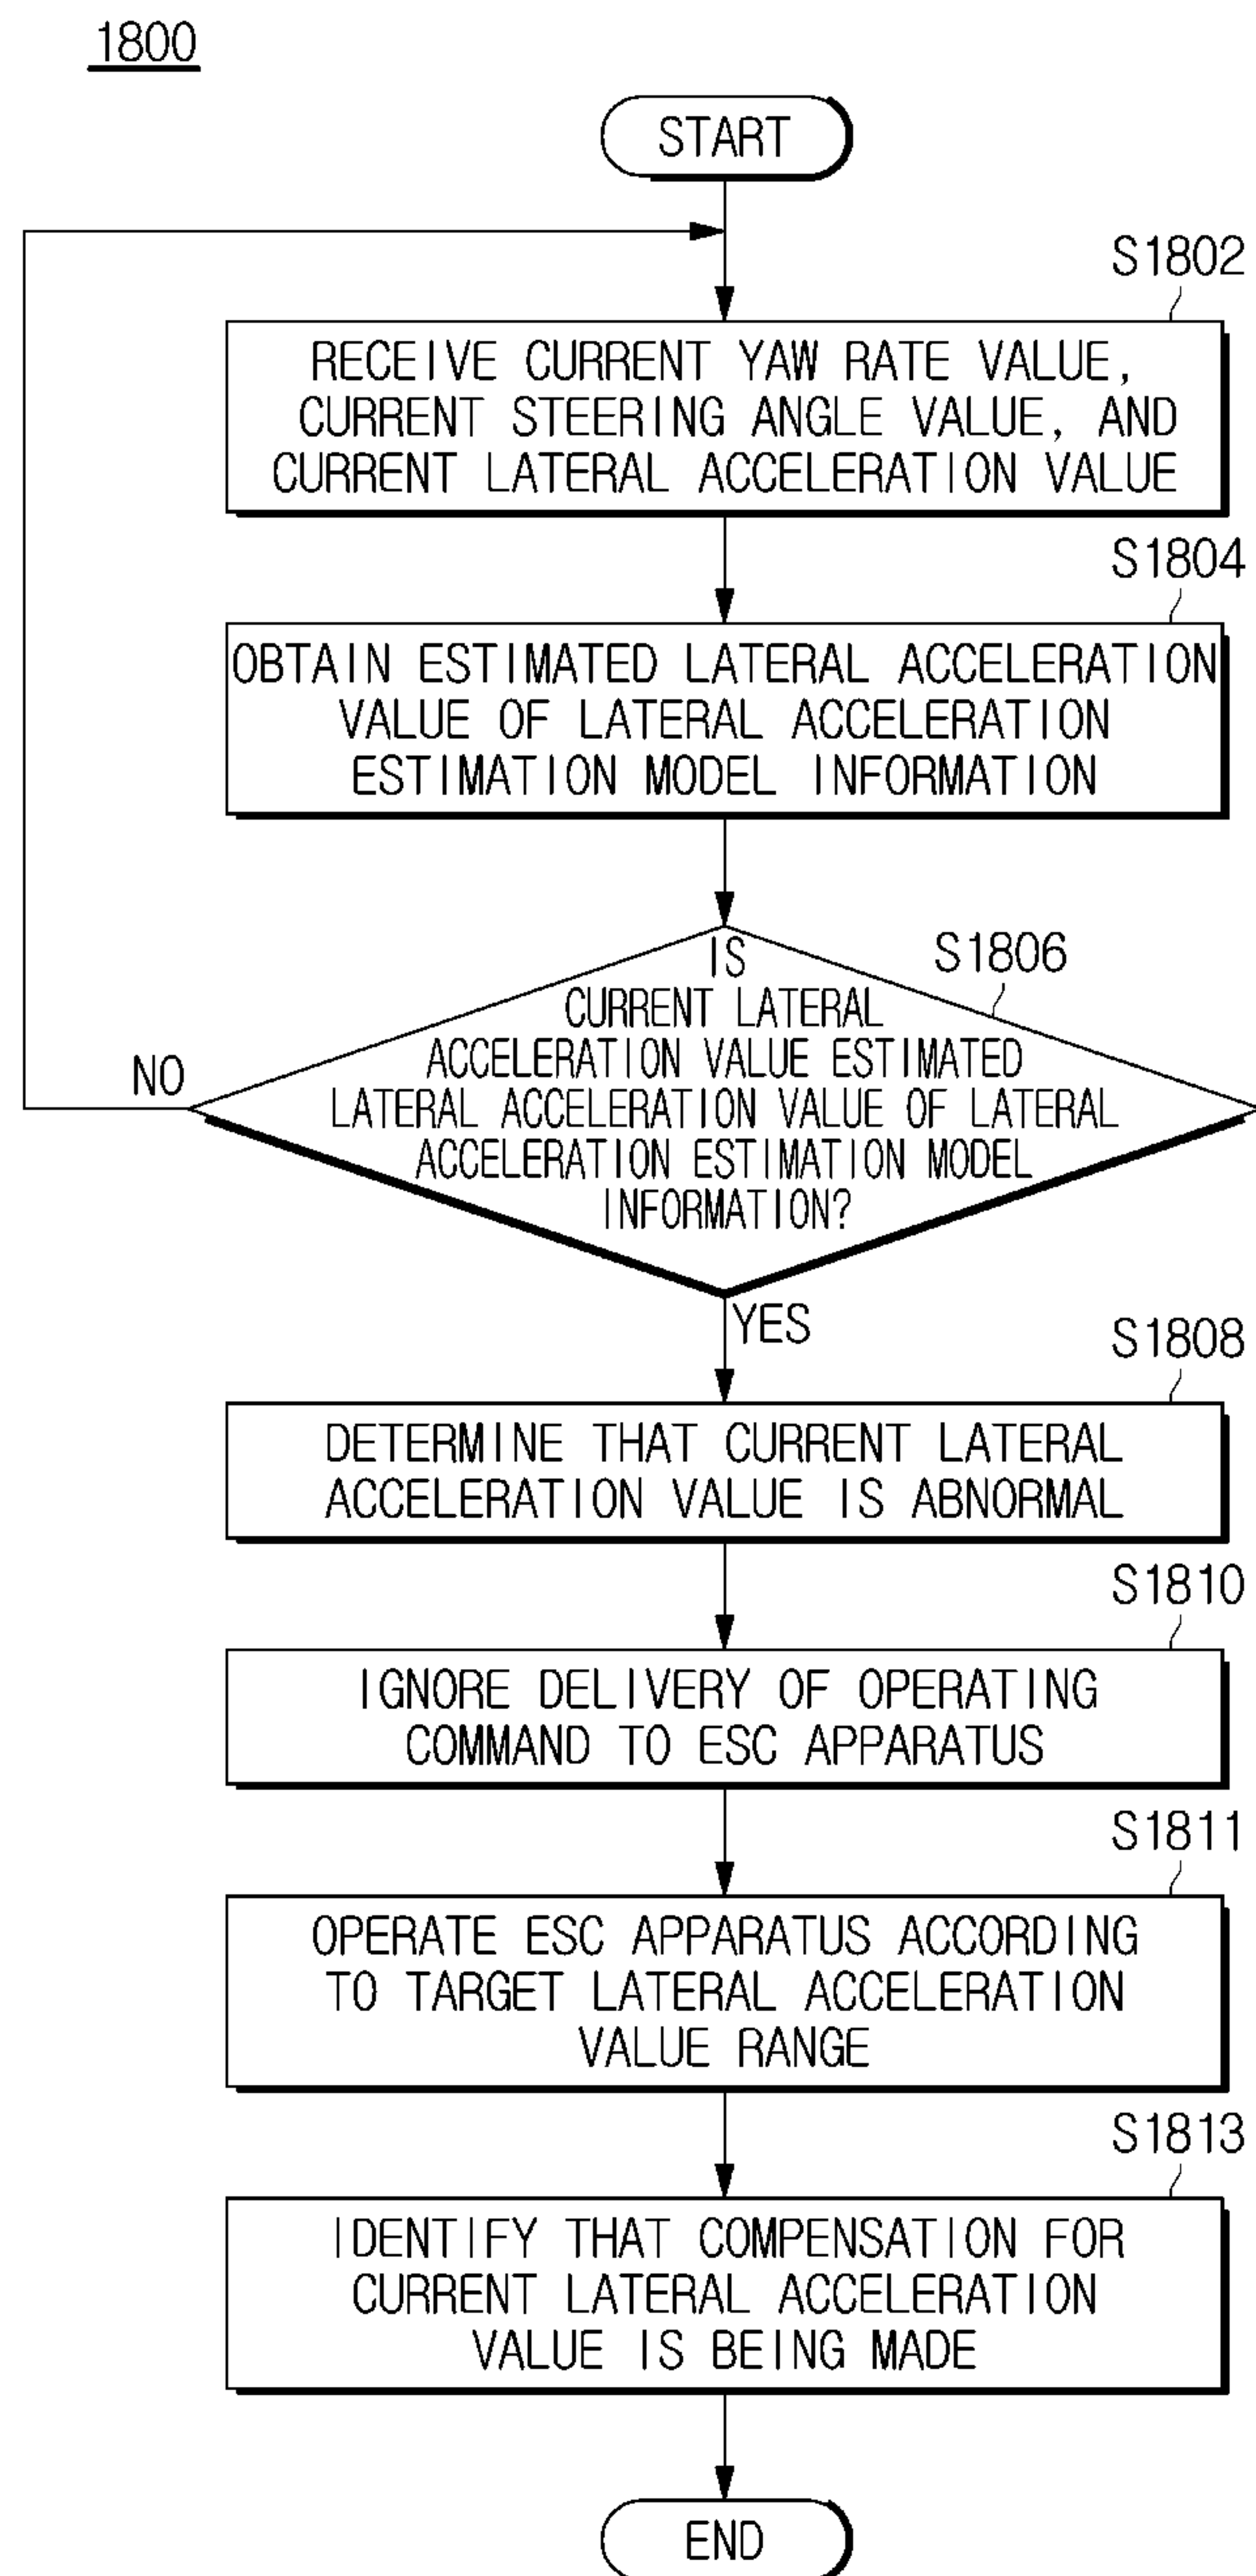 1800
START
S1802
RECEIVE CURRENT YAW RATE VALUE,
CURRENT STEERING ANGLE VALUE, AND
CURRENT LATERAL ACCELERATION VALUE
S1804
OBTAIN ESTIMATED LATERAL ACCELERATION
VALUE OF LATERAL ACCELERATION
ESTIMATION MODEL INFORMATION
S1806
IS
CURRENT LATERAL
ACCELERATION VALUE ESTIMATED
LATERAL ACCELERATION VALUE OF LATERAL
ACCELERATION ESTIMATION MODEL
INFORMATION?
NO
YES
S1808
DETERMINE THAT CURRENT LATERAL
ACCELERATION VALUE IS ABNORMAL
S1810
IGNORE DELIVERY OF OPERATING
COMMAND TO ESC APPARATUS
S1811
OPERATE ESC APPARATUS ACCORDING
TO TARGET LATERAL ACCELERATION
VALUE RANGE
S1813
IDENTIFY THAT COMPENSATION FOR
CURRENT LATERAL ACCELERATION
VALUE IS BEING MADE
END